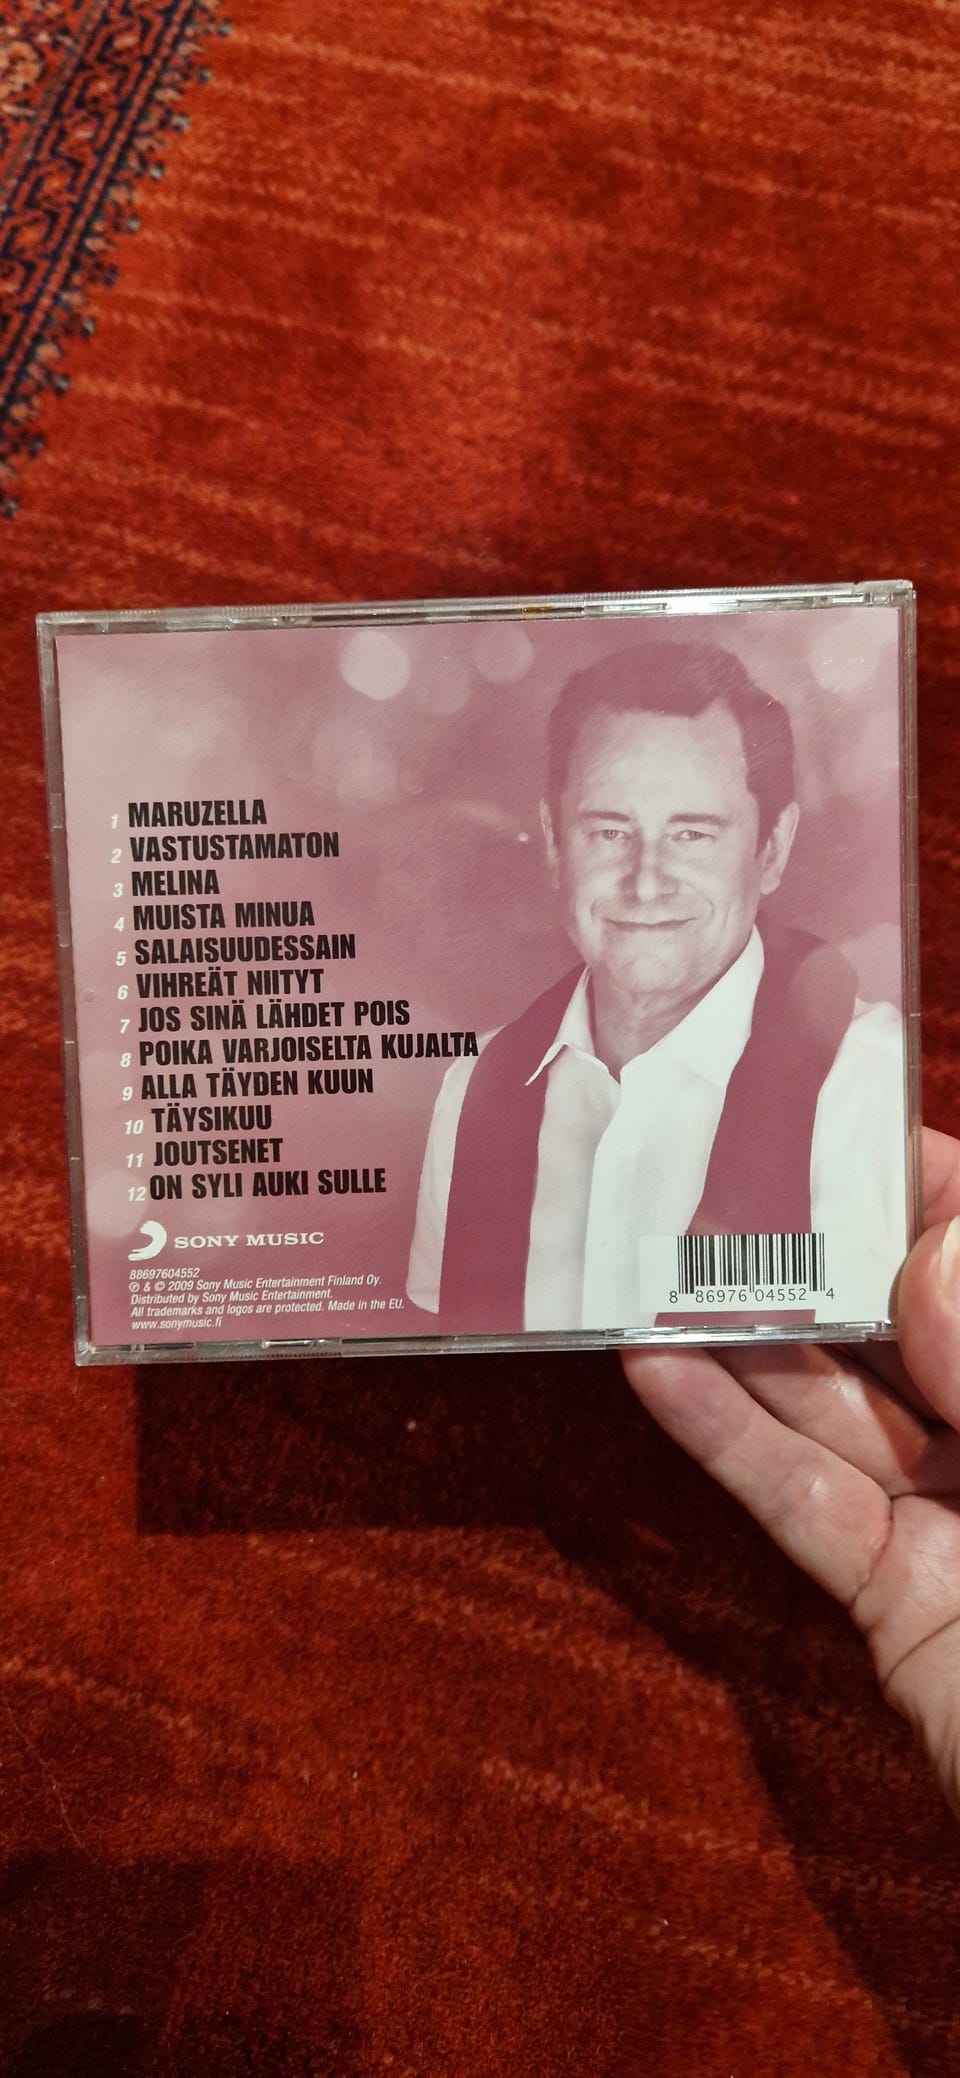 1 MARUZELLA
2 VASTUSTAMATON
3 MELINA
4 MUISTA MINUA
5 SALAISUUDESSAIN
6 VIHREÄT NIITYT
7 JOS SINÄ LÄHDET POIS
8 POIKA VARJOISELTA KUJALTA
9 ALLA TÄYDEN KUUN
10 TÄYSIKUU
11 JOUTSENET
12 ON SYLI AUKI SULLE
SONY MUSIC
88697604552
℗ & © 2009 Sony Music Entertainment Finland Oy.
Distributed by Sony Music Entertainment.
All trademarks and logos are protected. Made in the EU.
www.sonymusic.fi
8 86976 04552 4